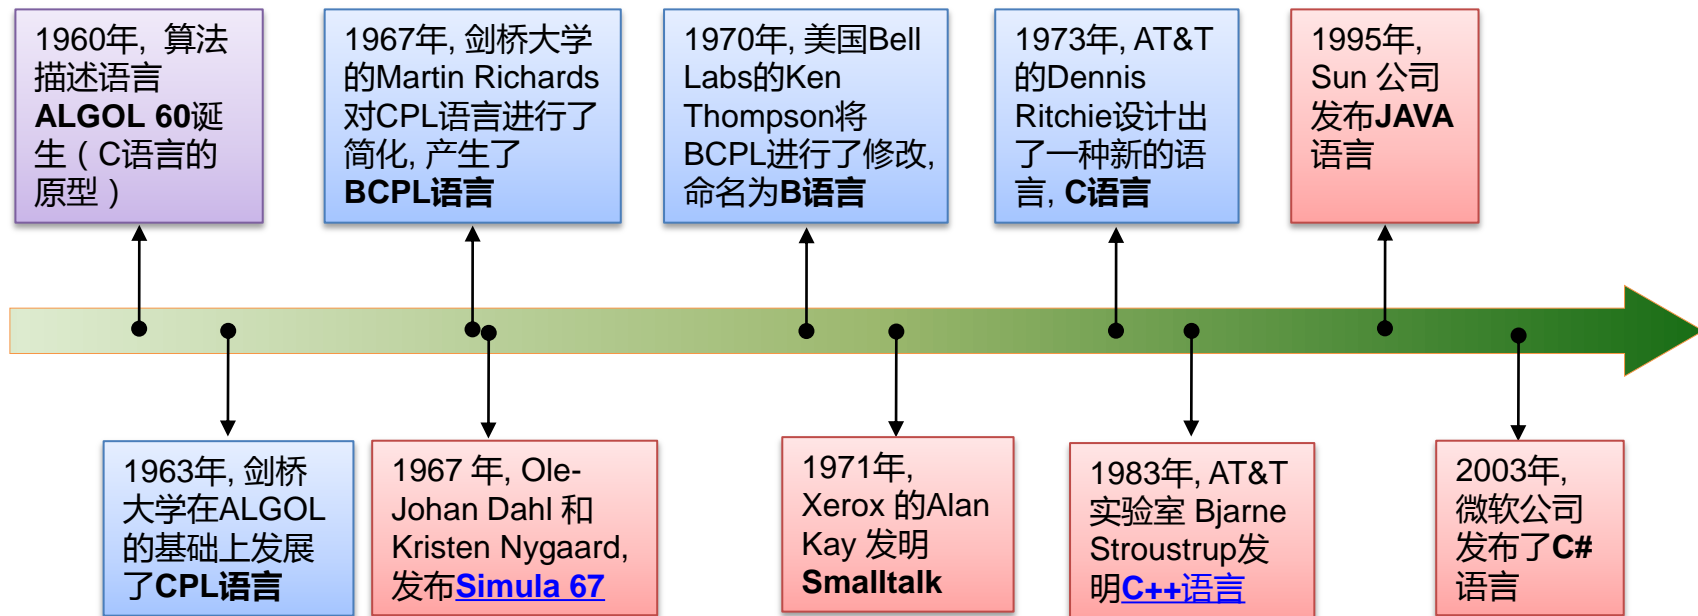 1960年, 算法
描述语言
ALGOL 60诞
生（C语言的
原型）
1967年, 剑桥大学
的Martin Richards
对CPL语言进行了
简化, 产生了
BCPL语言
1970年, 美国Bell
Labs的Ken
Thompson将
BCPL进行了修改,
命名为B语言
1973年, AT&T
的Dennis
Ritchie设计出
了一种新的语
言, C语言
1995年,
Sun 公司
发布JAVA
语言
1963年, 剑桥
大学在ALGOL
的基础上发展
了CPL语言
1967 年, Ole-
Johan Dahl 和
Kristen Nygaard,
发布Simula 67
1971年,
Xerox 的Alan
Kay 发明
Smalltalk
1983年, AT&T
实验室 Bjarne
Stroustrup发
明C++语言
2003年,
微软公司
发布了C#
语言